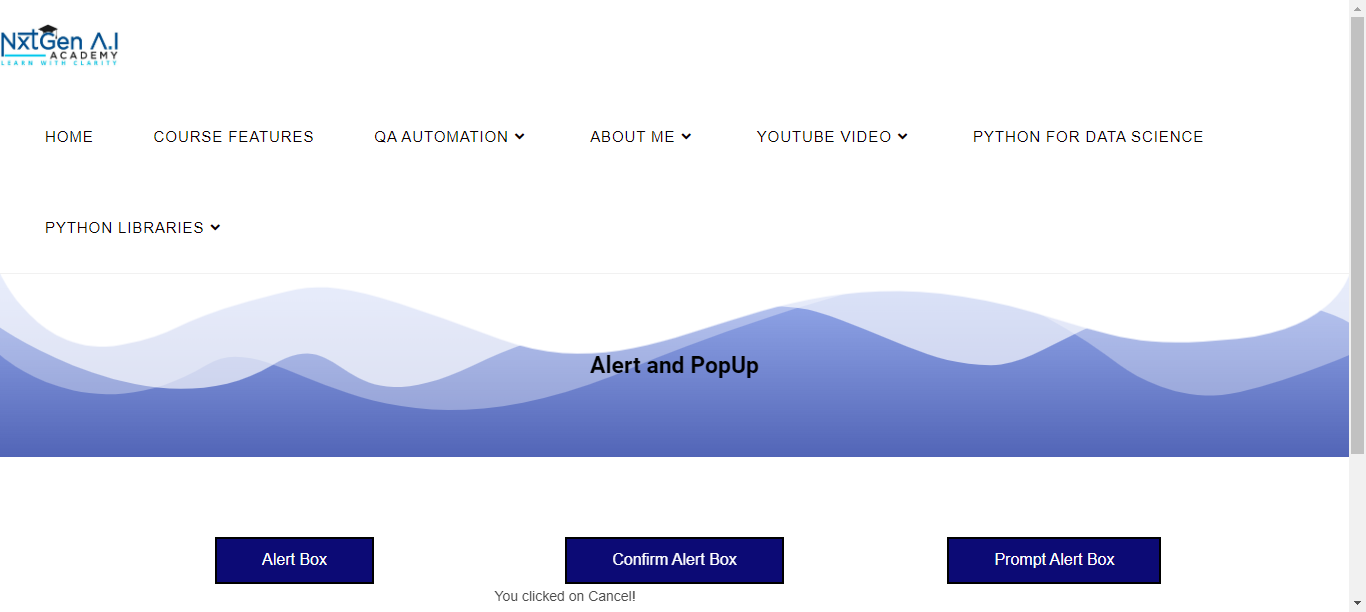 NxtGen A.I
ACADEMY
LEARN WITH CLARITY
HOME COURSE FEATURES QA AUTOMATION ABOUT ME YOUTUBE VIDEO PYTHON FOR DATA SCIENCE
PYTHON LIBRARIES
Alert and PopUp
Alert Box Confirm Alert Box Prompt Alert Box
You clicked on Cancel!